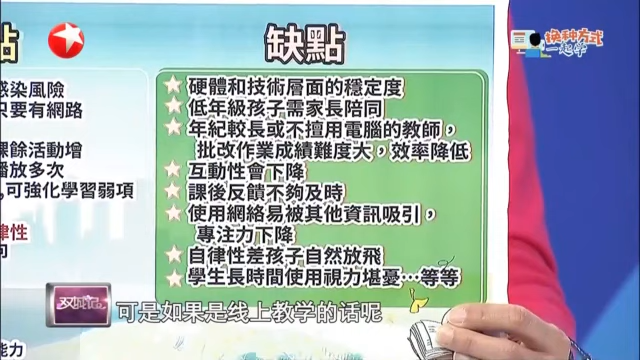 换种方式
一起学
点
缺點
感染風險
只要有網路
課餘活動增
播放多次
,可強化學習弱項
律性
能力
硬體和技術層面的穩定度
低年級孩子需家長陪同
年紀較長或不擅用電腦的教師，
批改作業成績難度大，效率降低
互動性會下降
課後反饋不夠及時
使用網絡易被其他資訊吸引，
專注力下降
自律性差孩子自然放飛
學生長時間使用視力堪憂…等等
双城记
可是如果是线上教学的话呢